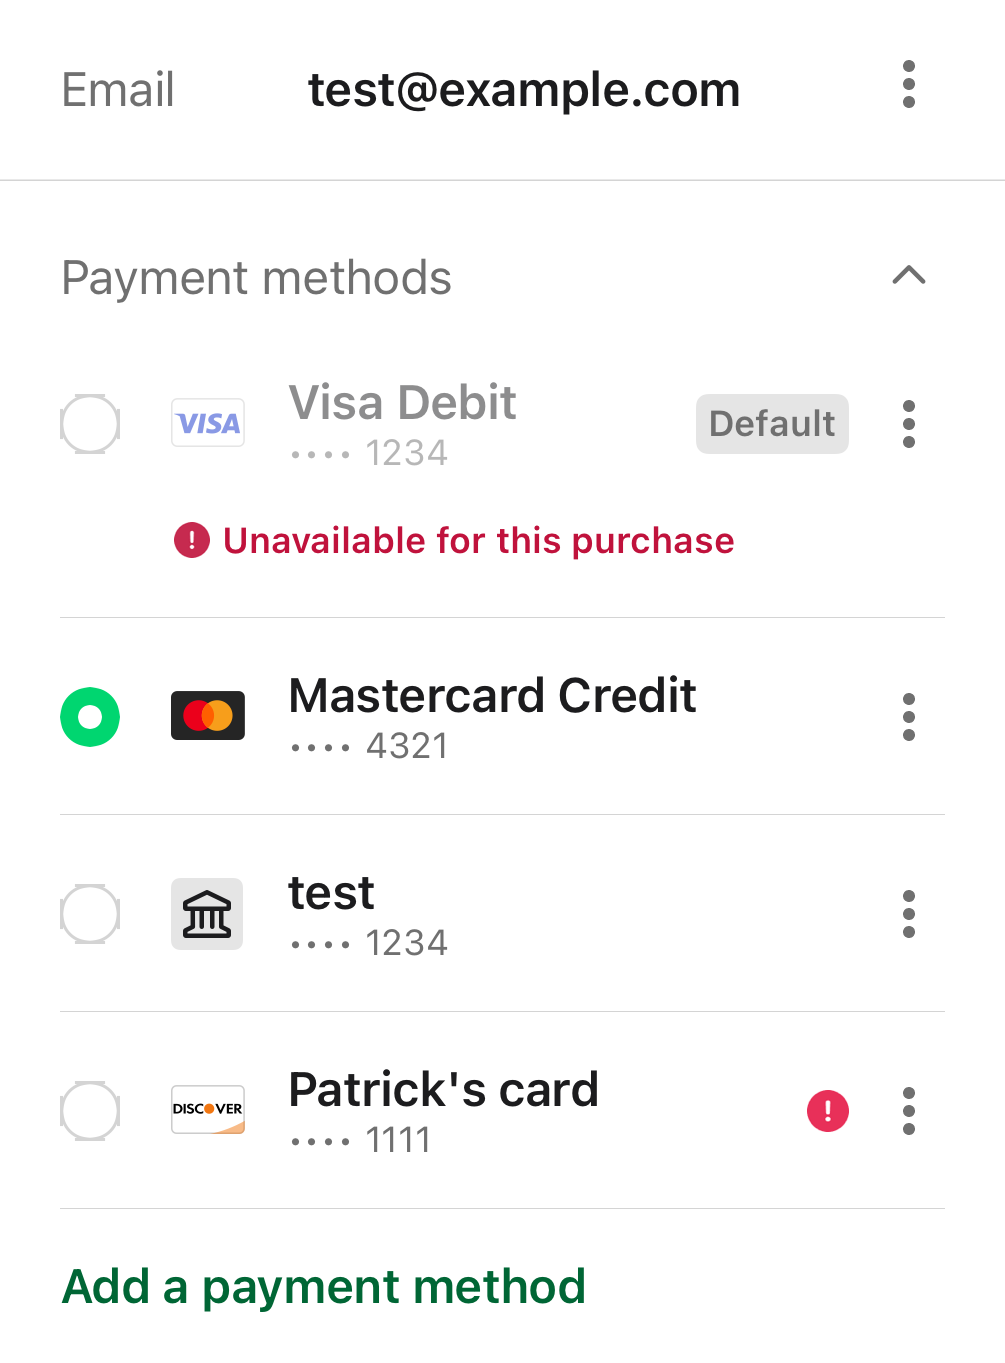 Email test@example.com
Payment methods
VISA Visa Debit Default
•••• 1234
! Unavailable for this purchase
Mastercard Credit
•••• 4321
test
•••• 1234
DISCOVER Patrick's card !
•••• 1111
Add a payment method